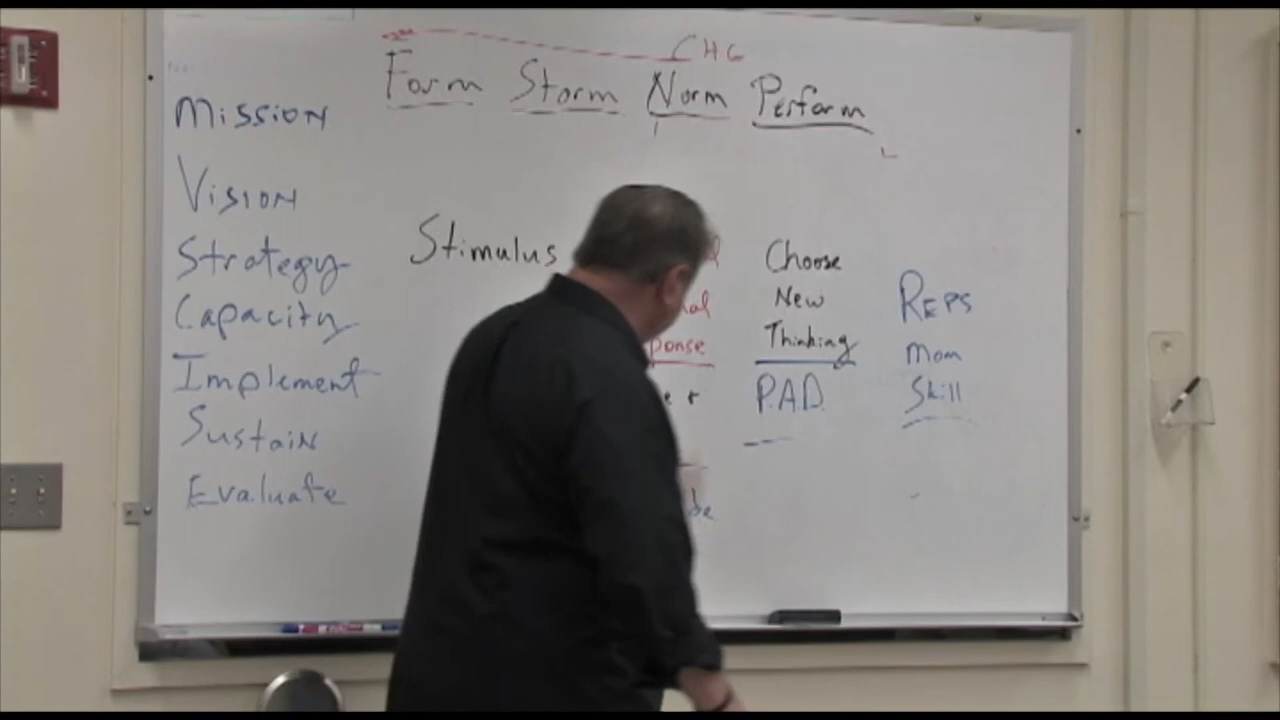 CHG
Form Storm Norm Perform
Mission
Vision
Strategy
Capacity
Implement
Sustain
Evaluate
Stimulus
Choose
New
Thinking
P.A.D.
Reps
Mom
Skill